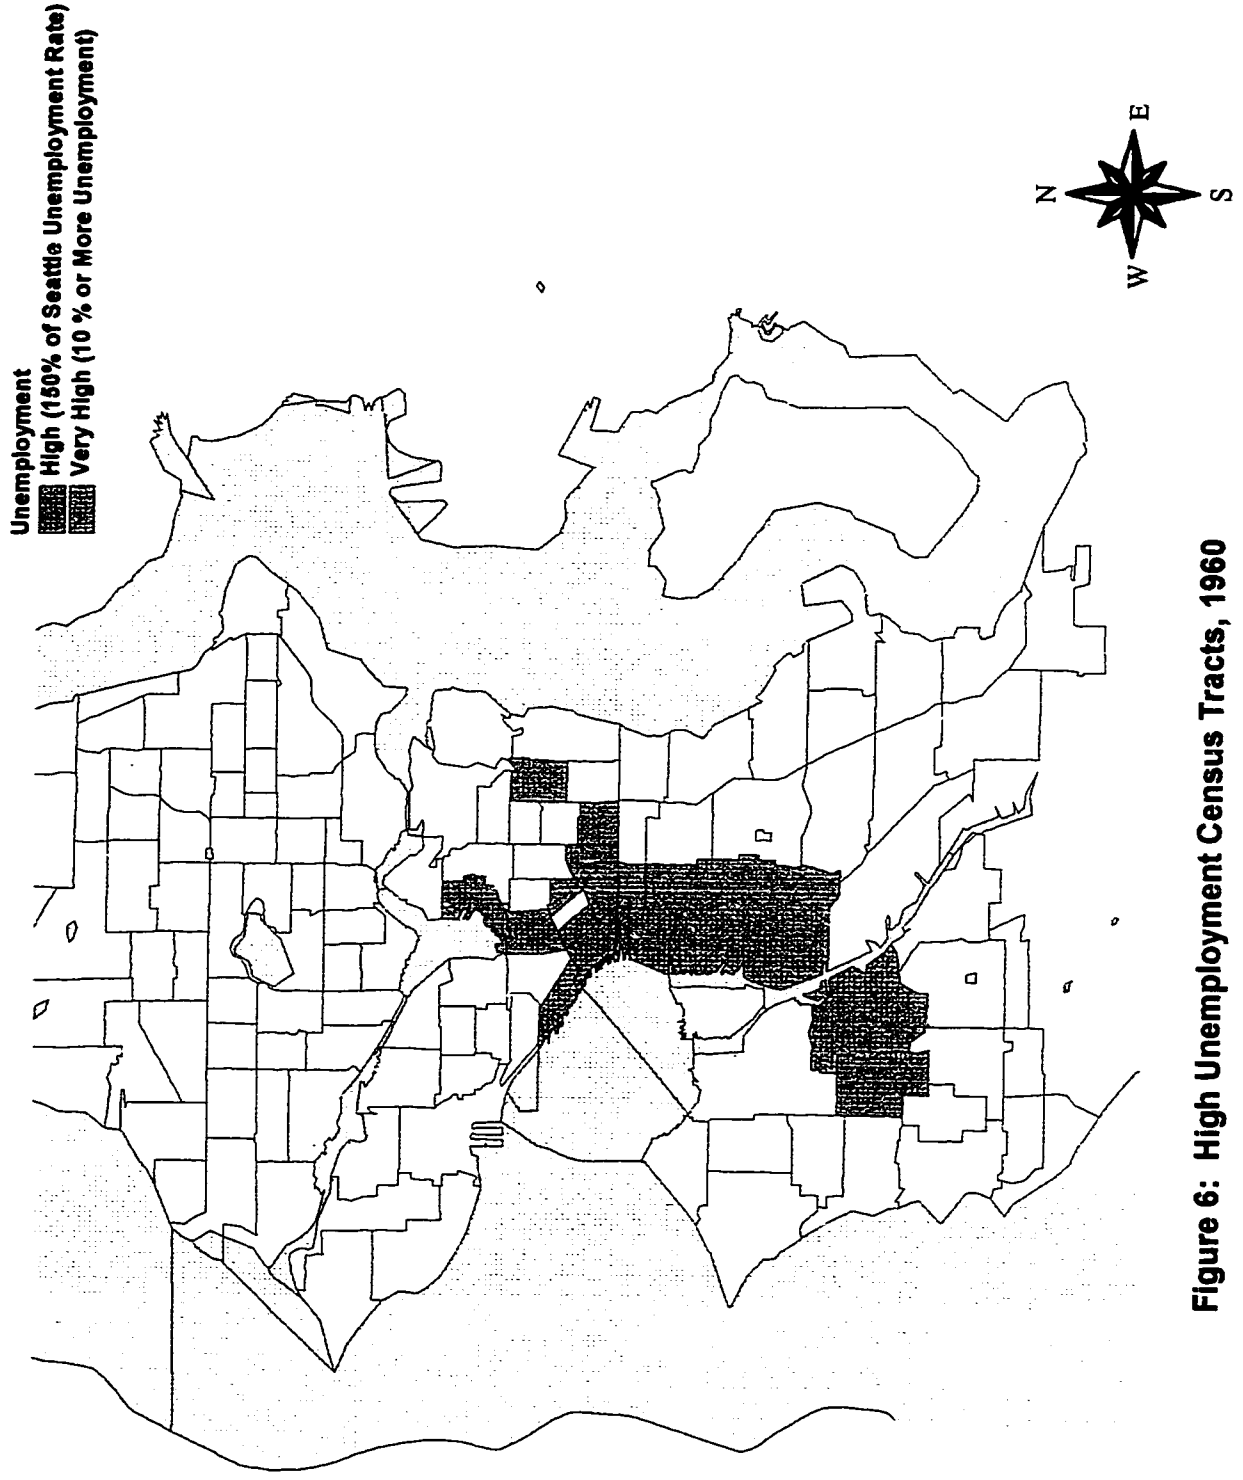 Unemployment
High (150% of Seattle Unemployment Rate)
Very High (10 % or More Unemployment)
N
W
E
S
Figure 6: High Unemployment Census Tracts, 1960